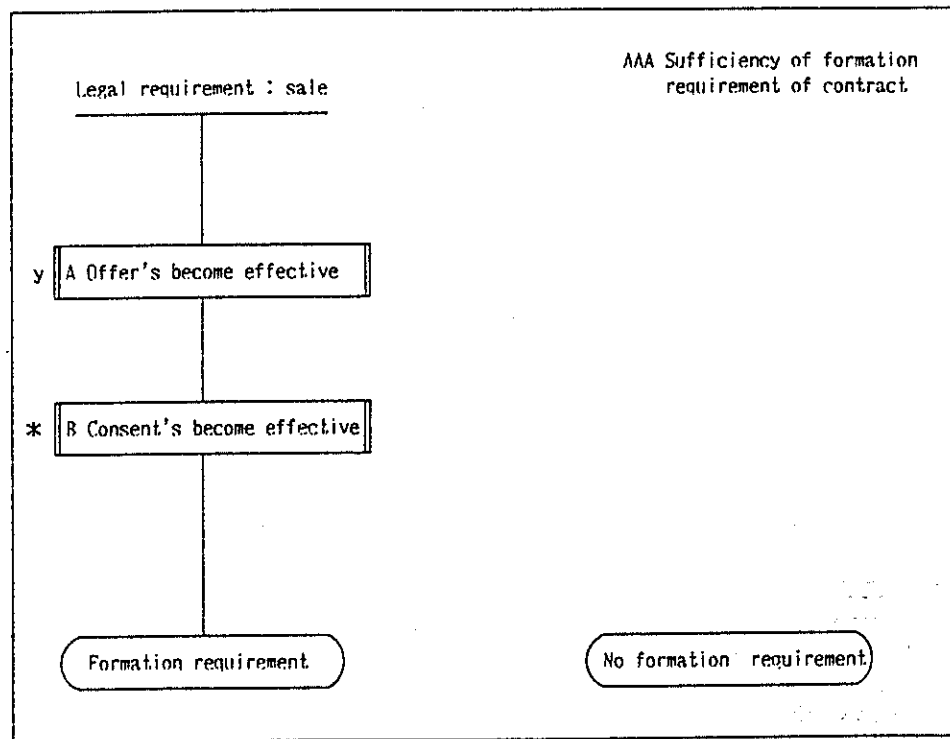 AAA Sufficiency of formation
requirement of contract
Legal requirement : sale
y A Offer's become effective
* B Consent's become effective
Formation requirement
No formation requirement